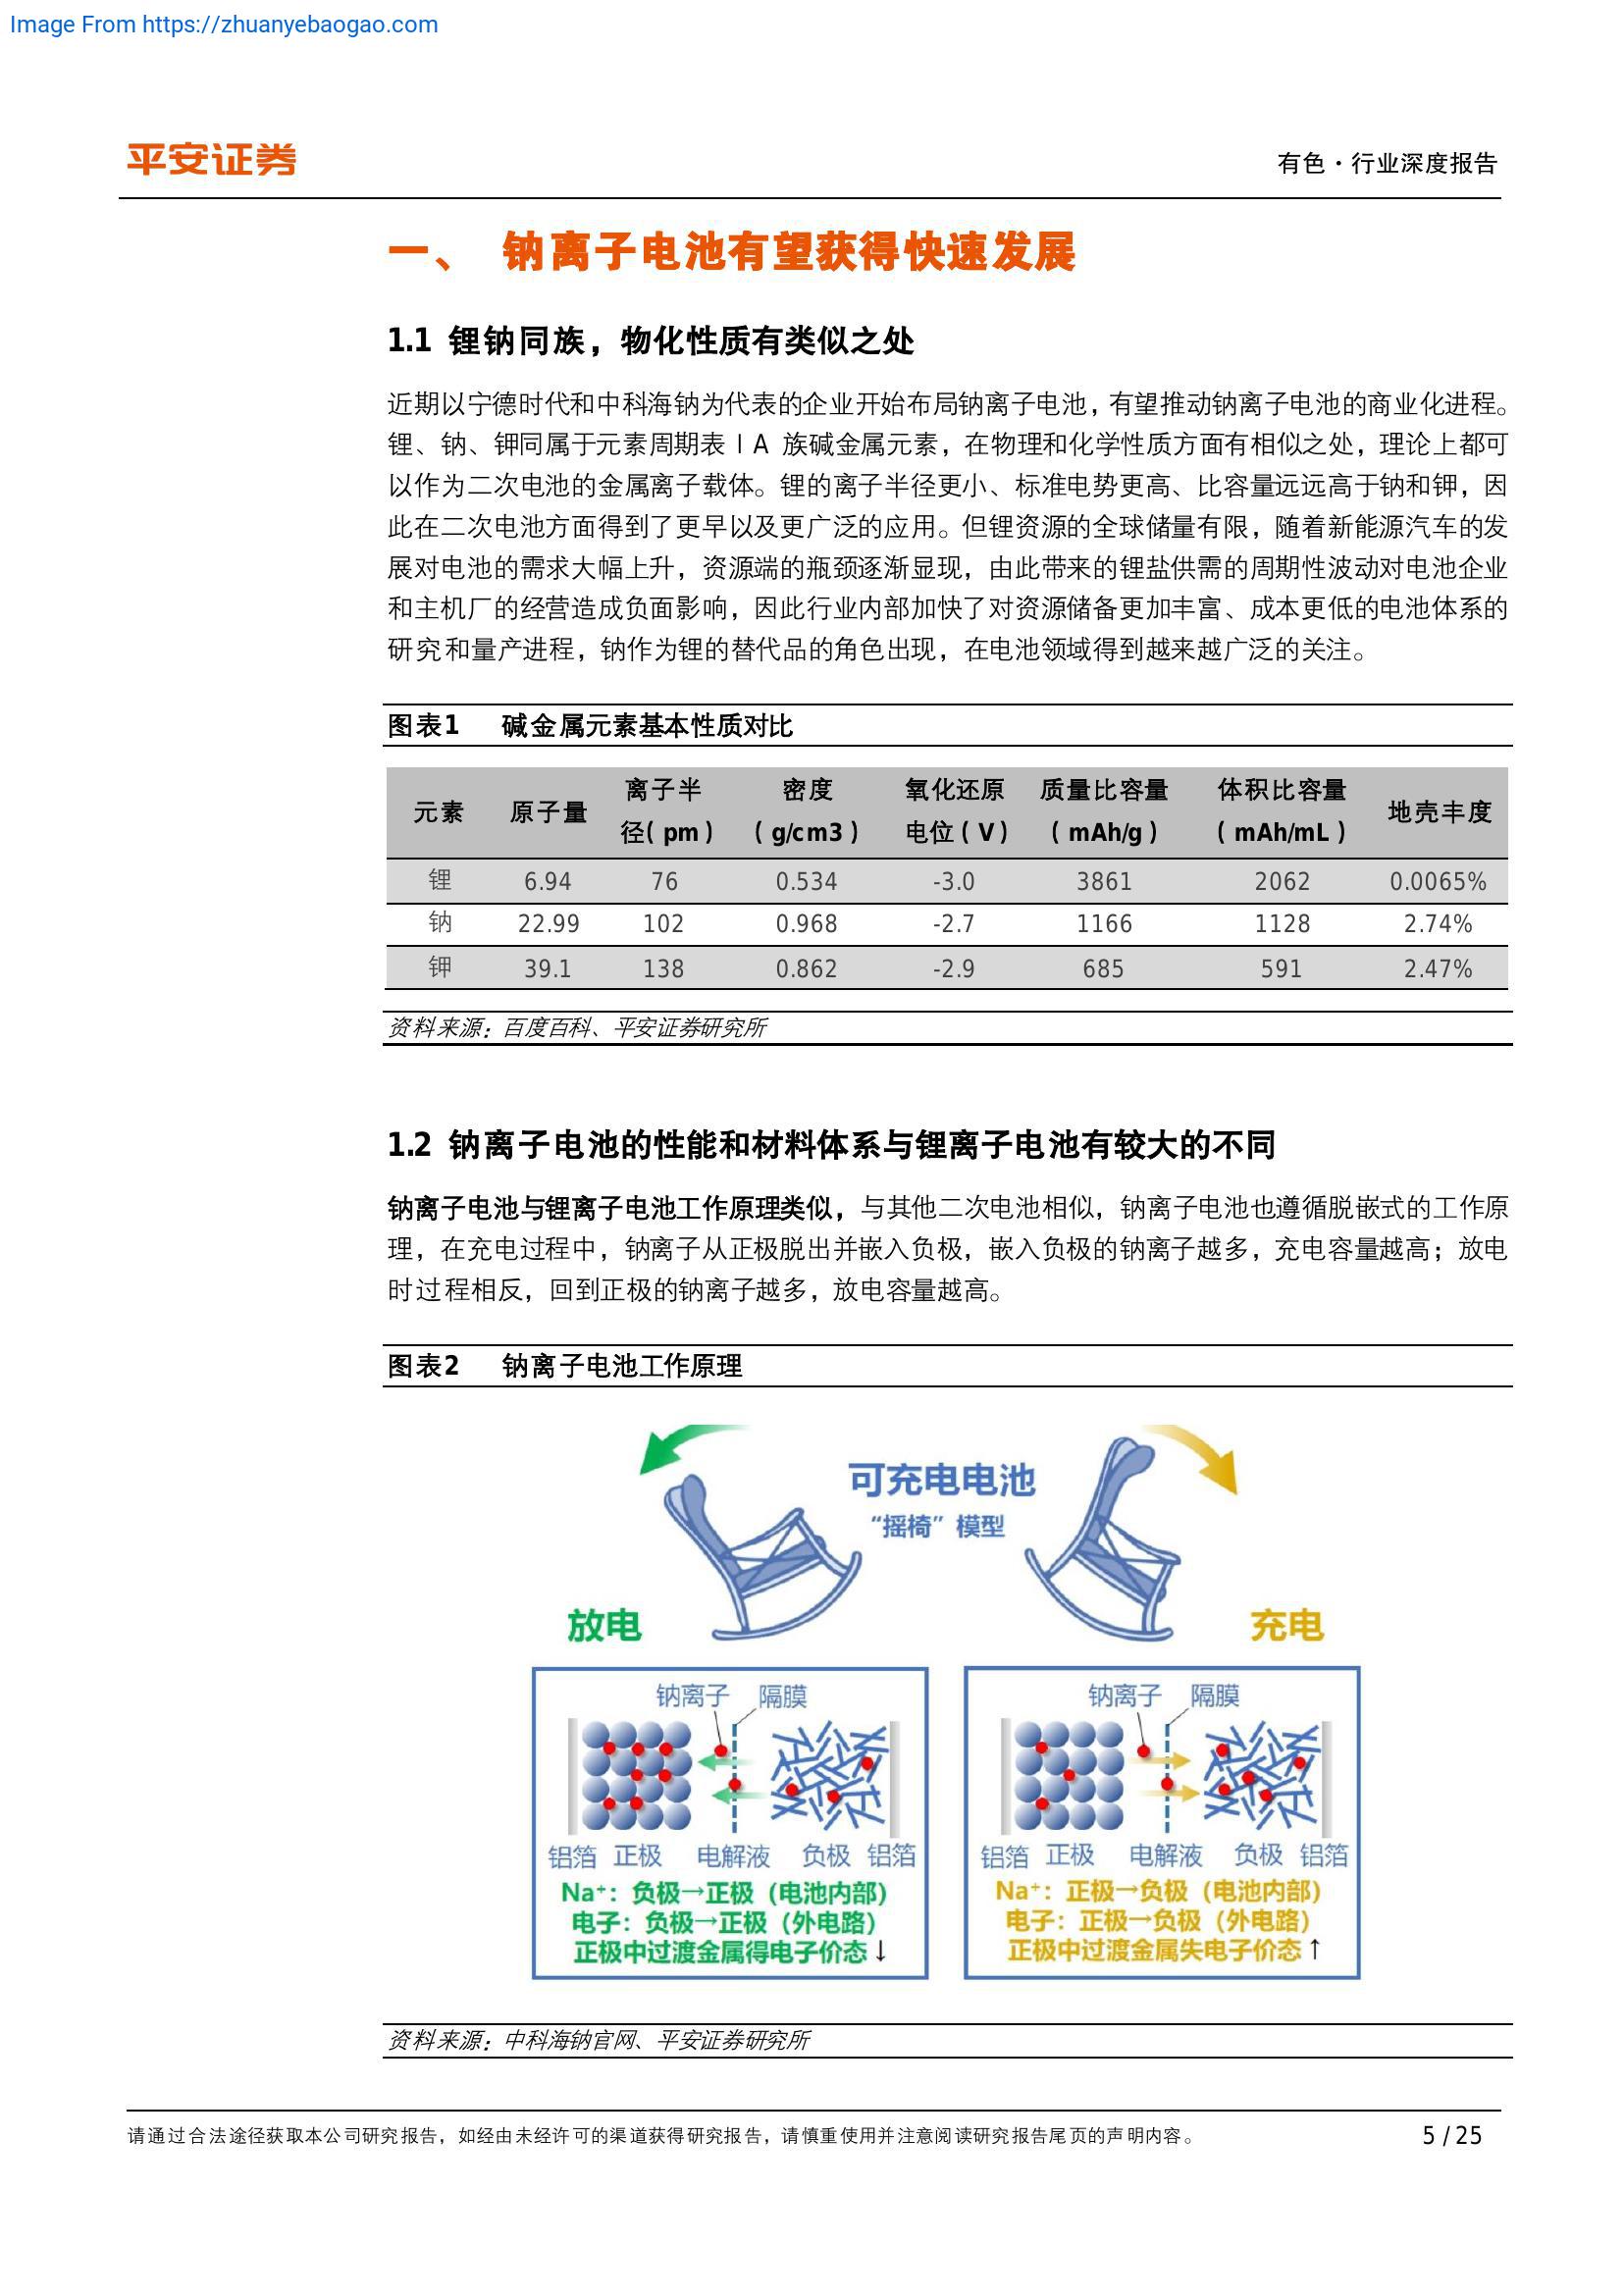 Image From https://zhuanyebaogao.com
平安证券
有色·行业深度报告
一、 钠离子电池有望获得快速发展
1.1 锂钠同族，物化性质有类似之处
近期以宁德时代和中科海钠为代表的企业开始布局钠离子电池，有望推动钠离子电池的商业化进程。
锂、钠、钾同属于元素周期表ⅠA 族碱金属元素，在物理和化学性质方面有相似之处，理论上都可
以作为二次电池的金属离子载体。锂的离子半径更小、标准电势更高、比容量远远高于钠和钾，因
此在二次电池方面得到了更早以及更广泛的应用。但锂资源的全球储量有限，随着新能源汽车的发
展对电池的需求大幅上升，资源端的瓶颈逐渐显现，由此带来的锂盐供需的周期性波动对电池企业
和主机厂的经营造成负面影响，因此行业内部加快了对资源储备更加丰富、成本更低的电池体系的
研究和量产进程，钠作为锂的替代品的角色出现，在电池领域得到越来越广泛的关注。
图表1 碱金属元素基本性质对比
元素 原子量 离子半径(pm) 密度(g/cm3) 氧化还原电位(V) 质量比容量(mAh/g) 体积比容量(mAh/mL) 地壳丰度
锂 6.94 76 0.534 -3.0 3861 2062 0.0065%
钠 22.99 102 0.968 -2.7 1166 1128 2.74%
钾 39.1 138 0.862 -2.9 685 591 2.47%
资料来源：百度百科、平安证券研究所
1.2 钠离子电池的性能和材料体系与锂离子电池有较大的不同
钠离子电池与锂离子电池工作原理类似，与其他二次电池相似，钠离子电池也遵循脱嵌式的工作原
理，在充电过程中，钠离子从正极脱出并嵌入负极，嵌入负极的钠离子越多，充电容量越高；放电
时过程相反，回到正极的钠离子越多，放电容量越高。
图表2 钠离子电池工作原理
可充电电池
“摇椅”模型
放电
充电
钠离子 隔膜
铝箔 正极 电解液 负极 铝箔
Na⁺：负极→正极（电池内部）
电子：负极→正极（外电路）
正极中过渡金属得电子价态↓
钠离子 隔膜
铝箔 正极 电解液 负极 铝箔
Na⁺：正极→负极（电池内部）
电子：正极→负极（外电路）
正极中过渡金属失电子价态↑
资料来源：中科海钠官网、平安证券研究所
请通过合法途径获取本公司研究报告，如经由未经许可的渠道获得研究报告，请慎重使用并注意阅读研究报告尾页的声明内容。
5 / 25